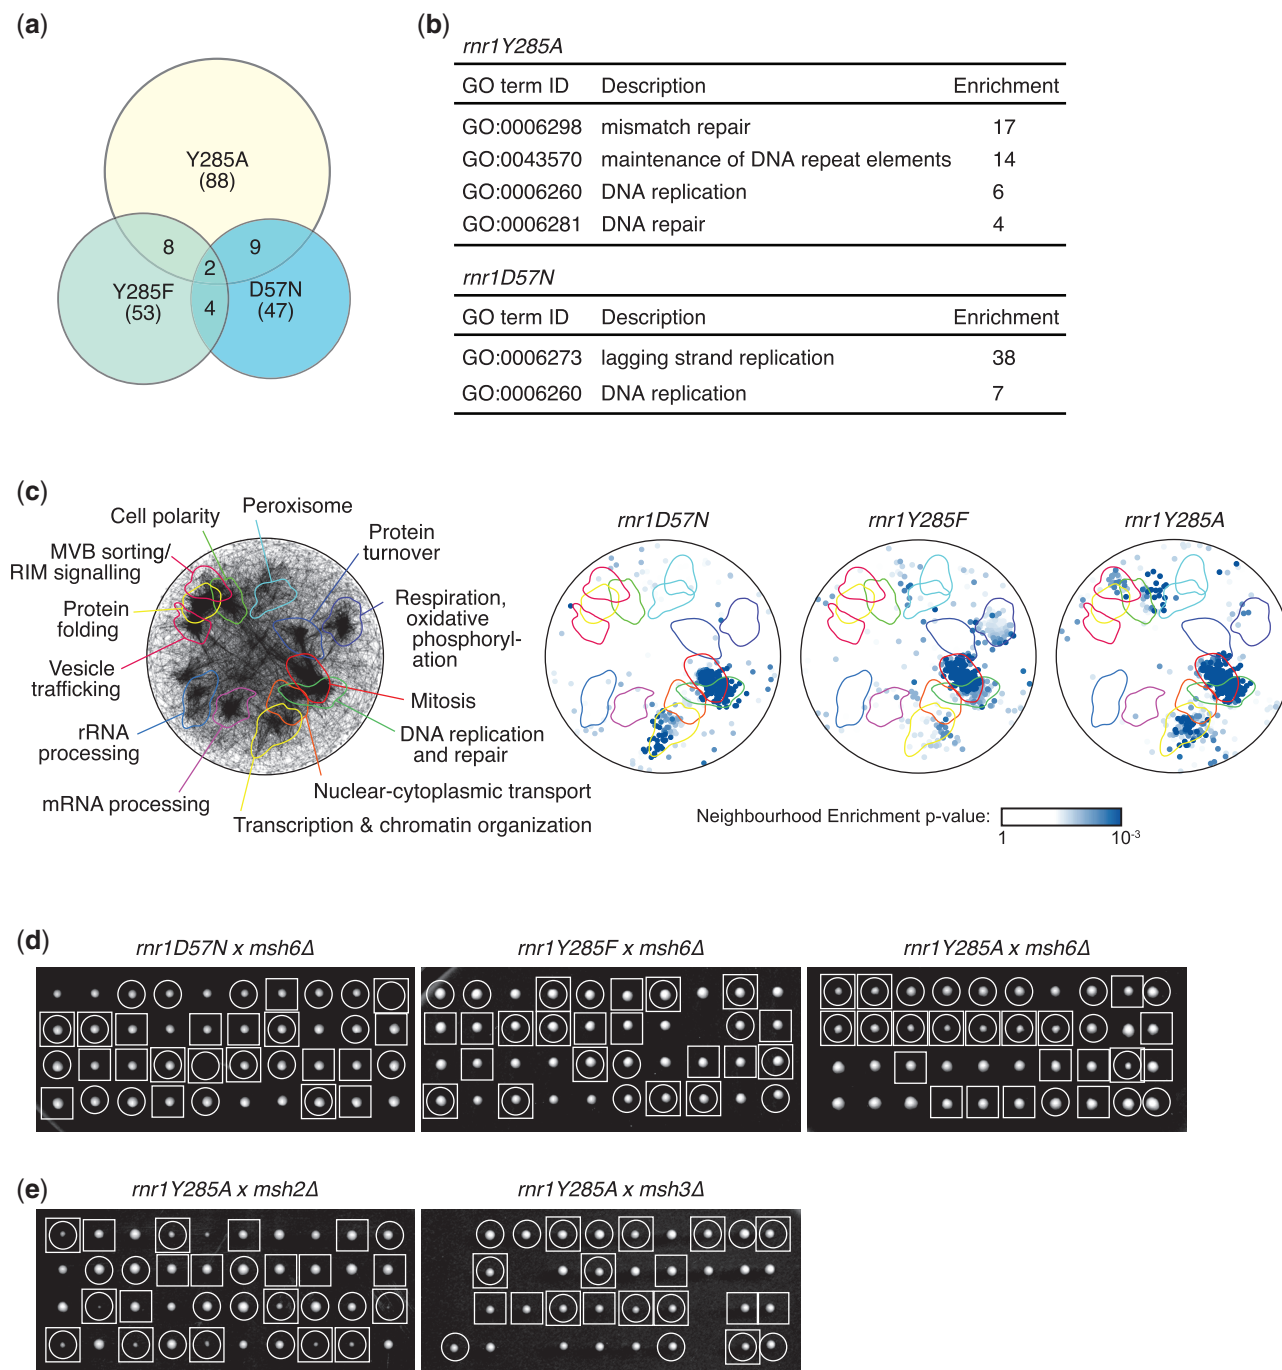 (a)
Y285A
(88)
8
9
2
Y285F
(53)
4
D57N
(47)
(b)
rnr1Y285A
GO term ID Description Enrichment
GO:0006298 mismatch repair 17
GO:0043570 maintenance of DNA repeat elements 14
GO:0006260 DNA replication 6
GO:0006281 DNA repair 4
rnr1D57N
GO term ID Description Enrichment
GO:0006273 lagging strand replication 38
GO:0006260 DNA replication 7
(c)
Peroxisome
Cell polarity
Protein
turnover
MVB sorting/
RIM signalling
Protein
folding
Respiration,
oxidative
phosphoryl-
ation
Vesicle
trafficking
Mitosis
rRNA
processing
DNA replication
and repair
mRNA processing
Nuclear-cytoplasmic transport
Transcription & chromatin organization
rnr1D57N
rnr1Y285F
rnr1Y285A
Neighbourhood Enrichment p-value:
1
10-3
(d)
rnr1D57N x msh6Δ
rnr1Y285F x msh6Δ
rnr1Y285A x msh6Δ
(e)
rnr1Y285A x msh2Δ
rnr1Y285A x msh3Δ